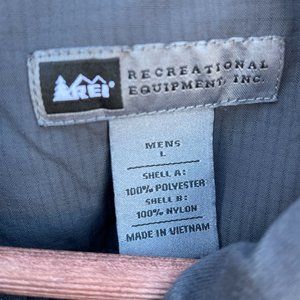 REI®
RECREATIONAL
EQUIPMENT, INC.
MENS
L
SHELL A:
100% POLYESTER
SHELL B:
100% NYLON
MADE IN VIETNAM